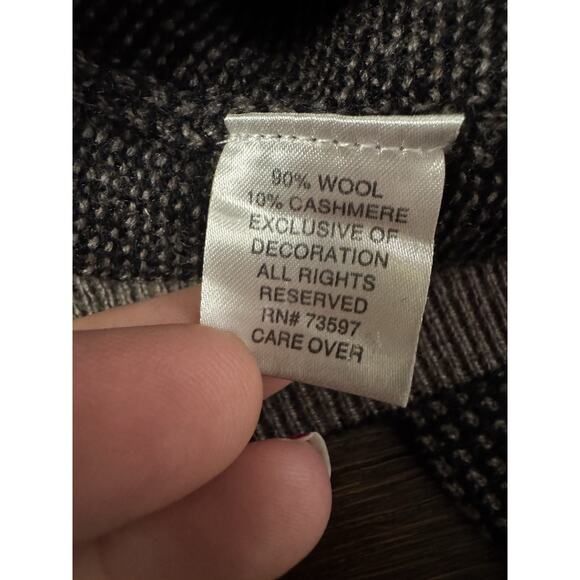 90% WOOL
10% CASHMERE
EXCLUSIVE OF
DECORATION
ALL RIGHTS
RESERVED
RN# 73597
CARE OVER